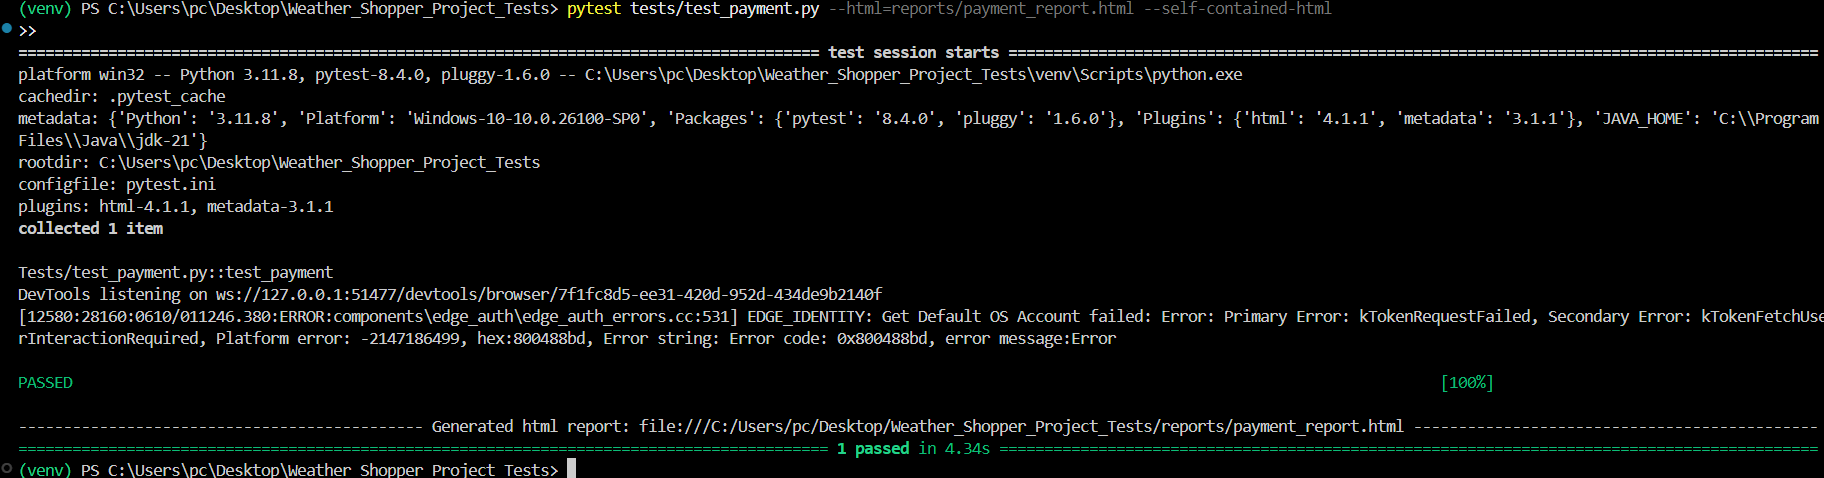 (venv) PS C:\Users\pc\Desktop\Weather_Shopper_Project_Tests> pytest tests/test_payment.py --html=reports/payment_report.html --self-contained-html
>>
=========================================================================================== test session starts ===========================================================================================
platform win32 -- Python 3.11.8, pytest-8.4.0, pluggy-1.6.0 -- C:\Users\pc\Desktop\Weather_Shopper_Project_Tests\venv\Scripts\python.exe
cachedir: .pytest_cache
metadata: {'Python': '3.11.8', 'Platform': 'Windows-10-10.0.26100-SP0', 'Packages': {'pytest': '8.4.0', 'pluggy': '1.6.0'}, 'Plugins': {'html': '4.1.1', 'metadata': '3.1.1'}, 'JAVA_HOME': 'C:\\Program
Files\\Java\\jdk-21'}
rootdir: C:\Users\pc\Desktop\Weather_Shopper_Project_Tests
configfile: pytest.ini
plugins: html-4.1.1, metadata-3.1.1
collected 1 item
Tests/test_payment.py::test_payment
DevTools listening on ws://127.0.0.1:51477/devtools/browser/7f1fc8d5-ee31-420d-952d-434de9b2140f
[12580:28160:0610/011246.380:ERROR:components\edge_auth\edge_auth_errors.cc:531] EDGE_IDENTITY: Get Default OS Account failed: Error: Primary Error: kTokenRequestFailed, Secondary Error: kTokenFetchUse
rInteractionRequired, Platform error: -2147186499, hex:800488bd, Error string: Error code: 0x800488bd, error message:Error
PASSED [100%]
--------------------------------------------- Generated html report: file:///C:/Users/pc/Desktop/Weather_Shopper_Project_Tests/reports/payment_report.html ---------------------------------------------
========================================================================================== 1 passed in 4.34s ===========================================================================================
(venv) PS C:\Users\pc\Desktop\Weather_Shopper_Project_Tests>